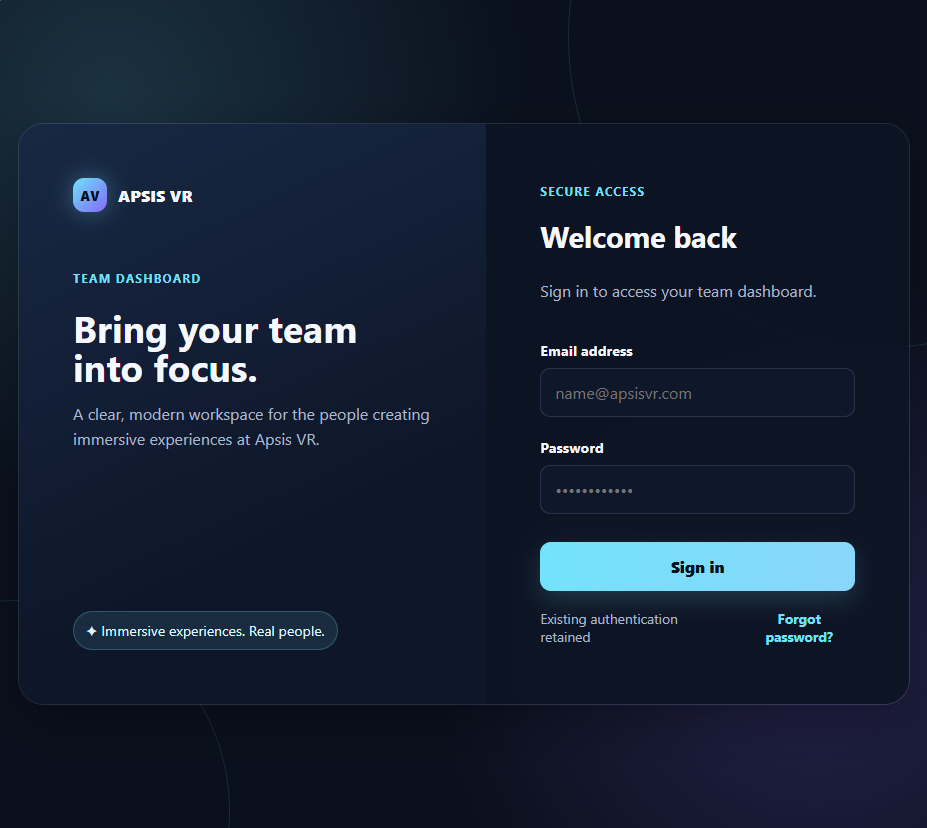 AV APSIS VR
TEAM DASHBOARD
Bring your team
into focus.
A clear, modern workspace for the people creating
immersive experiences at Apsis VR.
✦ Immersive experiences. Real people.
SECURE ACCESS
Welcome back
Sign in to access your team dashboard.
Email address
name@apsisvr.com
Password
••••••••••••
Sign in
Existing authentication
retained
Forgot
password?